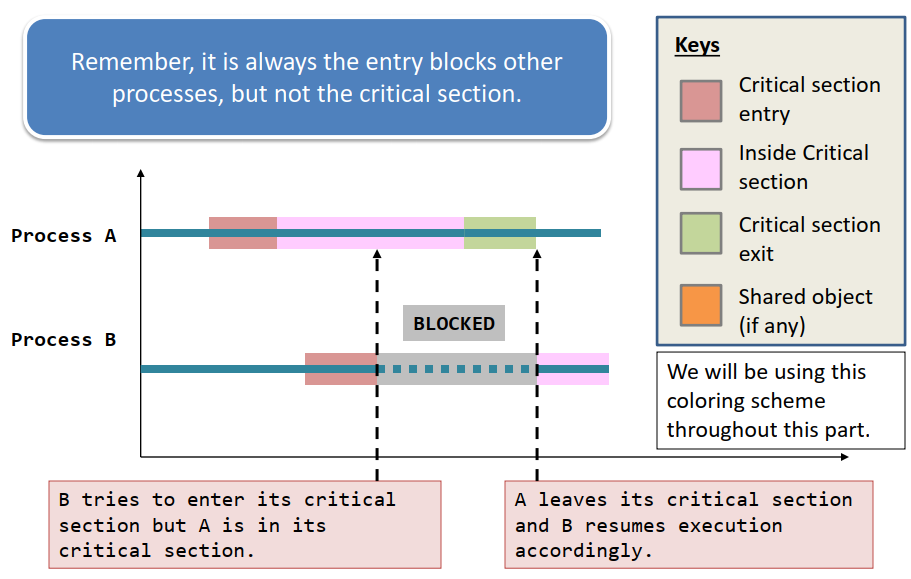 Remember, it is always the entry blocks other
processes, but not the critical section.
Keys
Critical section
entry
Inside Critical
section
Critical section
exit
Shared object
(if any)
We will be using this
coloring scheme
throughout this part.
Process A
BLOCKED
Process B
B tries to enter its critical
section but A is in its
critical section.
A leaves its critical section
and B resumes execution
accordingly.